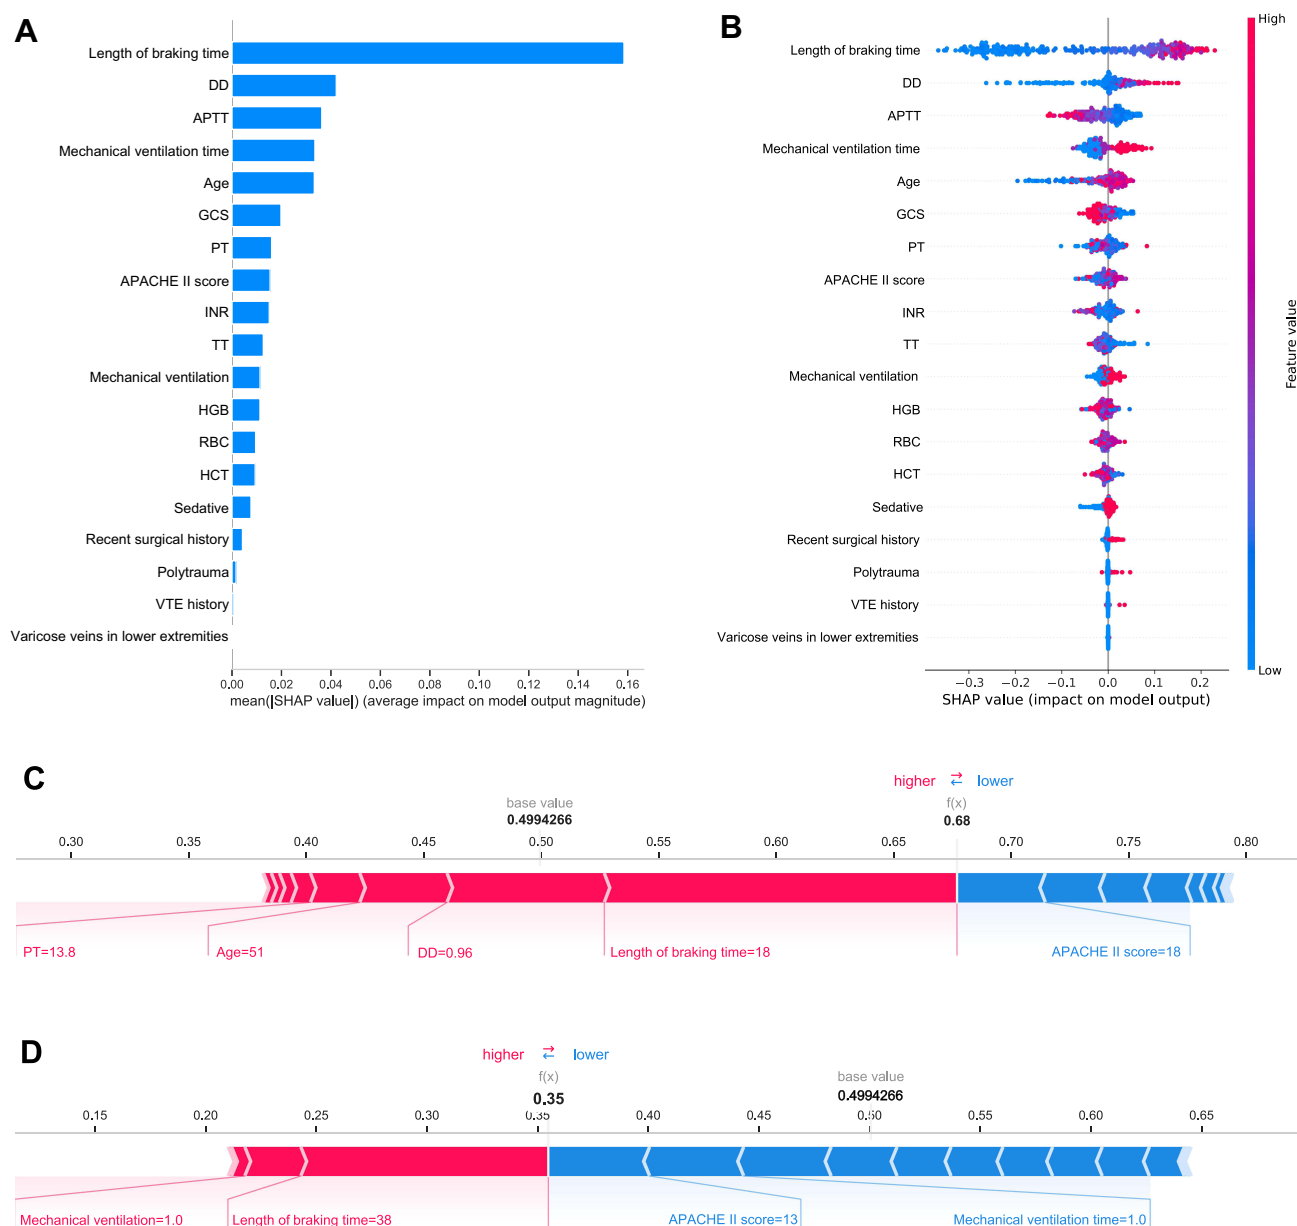 A
Length of braking time
DD
APTT
Mechanical ventilation time
Age
GCS
PT
APACHE II score
INR
TT
Mechanical ventilation
HGB
RBC
HCT
Sedative
Recent surgical history
Polytrauma
VTE history
Varicose veins in lower extremities
0.00 0.02 0.04 0.06 0.08 0.10 0.12 0.14 0.16
mean(|SHAP value|) (average impact on model output magnitude)
B
Length of braking time
DD
APTT
Mechanical ventilation time
Age
GCS
PT
APACHE II score
INR
TT
Mechanical ventilation
HGB
RBC
HCT
Sedative
Recent surgical history
Polytrauma
VTE history
Varicose veins in lower extremities
−0.3 −0.2 −0.1 0.0 0.1 0.2
SHAP value (impact on model output)
High
Feature value
Low
C
higher ⇄ lower
base value f(x)
0.4994266 0.68
0.30 0.35 0.40 0.45 0.50 0.55 0.60 0.65 0.70 0.75 0.80
PT=13.8 Age=51 DD=0.96 Length of braking time=18 APACHE II score=18
D
higher ⇄ lower
f(x) base value
0.35 0.4994266
0.15 0.20 0.25 0.30 0.35 0.40 0.45 0.50 0.55 0.60 0.65
Mechanical ventilation=1.0 Length of braking time=38 APACHE II score=13 Mechanical ventilation time=1.0